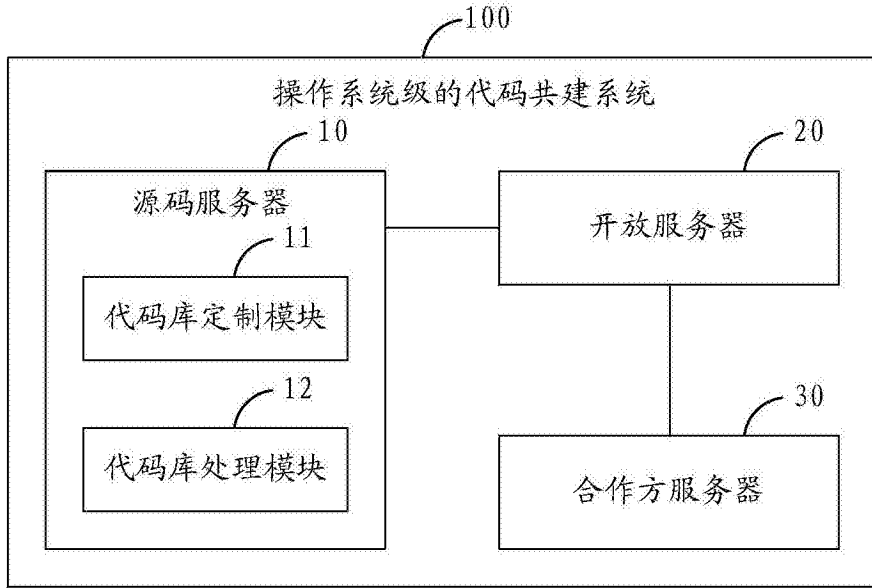 100
操作系统级的代码共建系统
10
源码服务器
11
代码库定制模块
12
代码库处理模块
20
开放服务器
30
合作方服务器